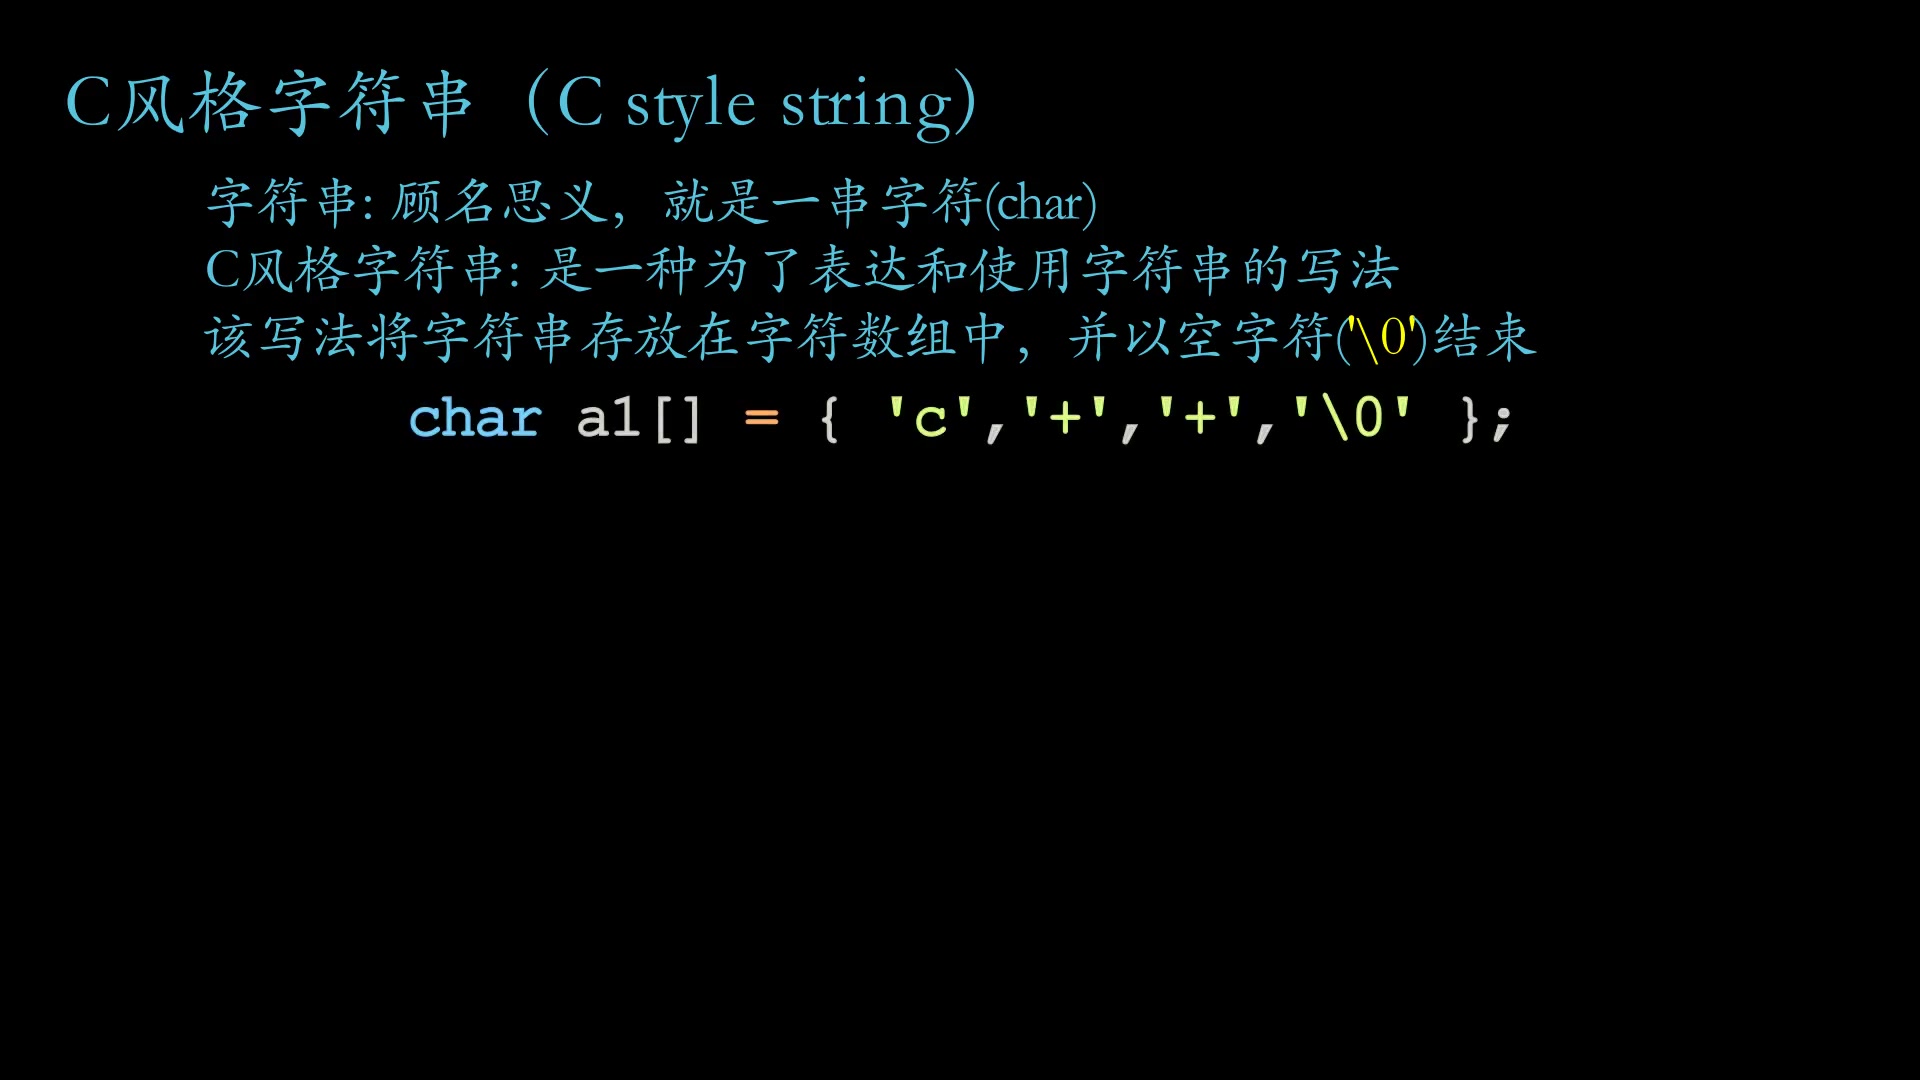 C风格字符串（C style string）
字符串: 顾名思义，就是一串字符(char)
C风格字符串: 是一种为了表达和使用字符串的写法
该写法将字符串存放在字符数组中，并以空字符('\0')结束
char a1[] = { 'c','+','+','\0' };